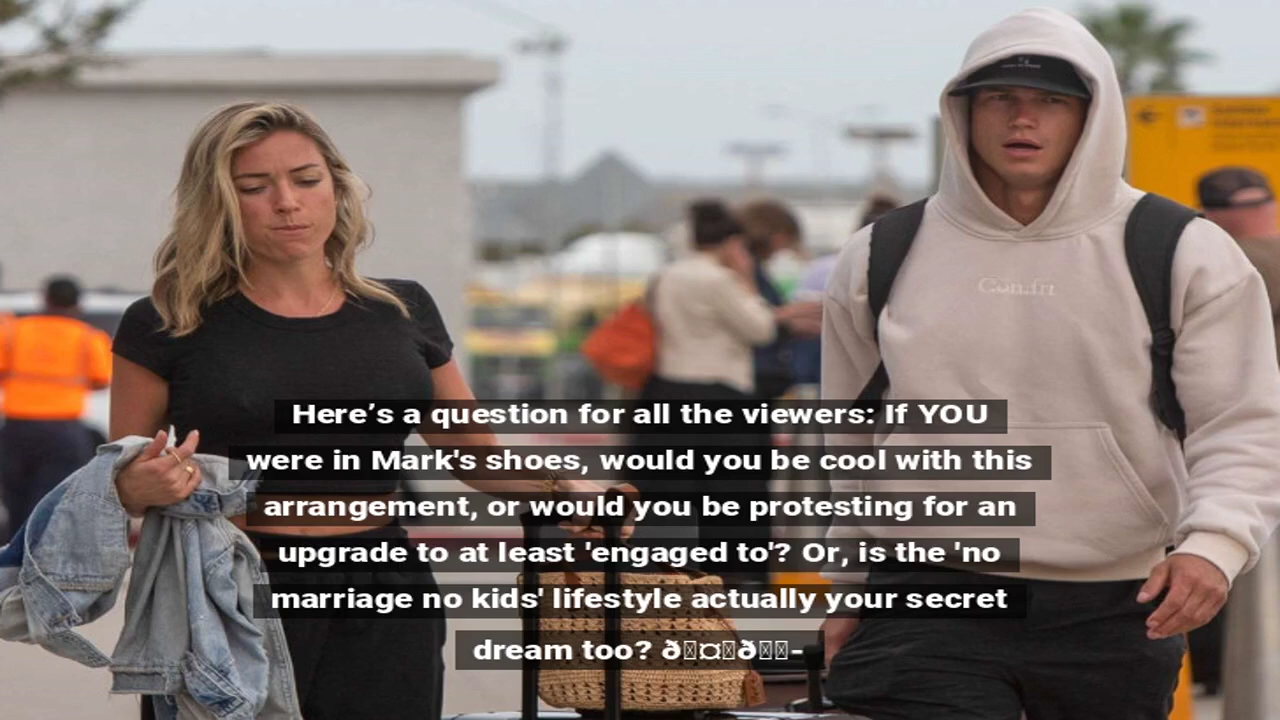 Here’s a question for all the viewers: If YOU
were in Mark's shoes, would you be cool with this
arrangement, or would you be protesting for an
upgrade to at least 'engaged to'? Or, is the 'no
marriage no kids' lifestyle actually your secret
dream too?
Comfrt